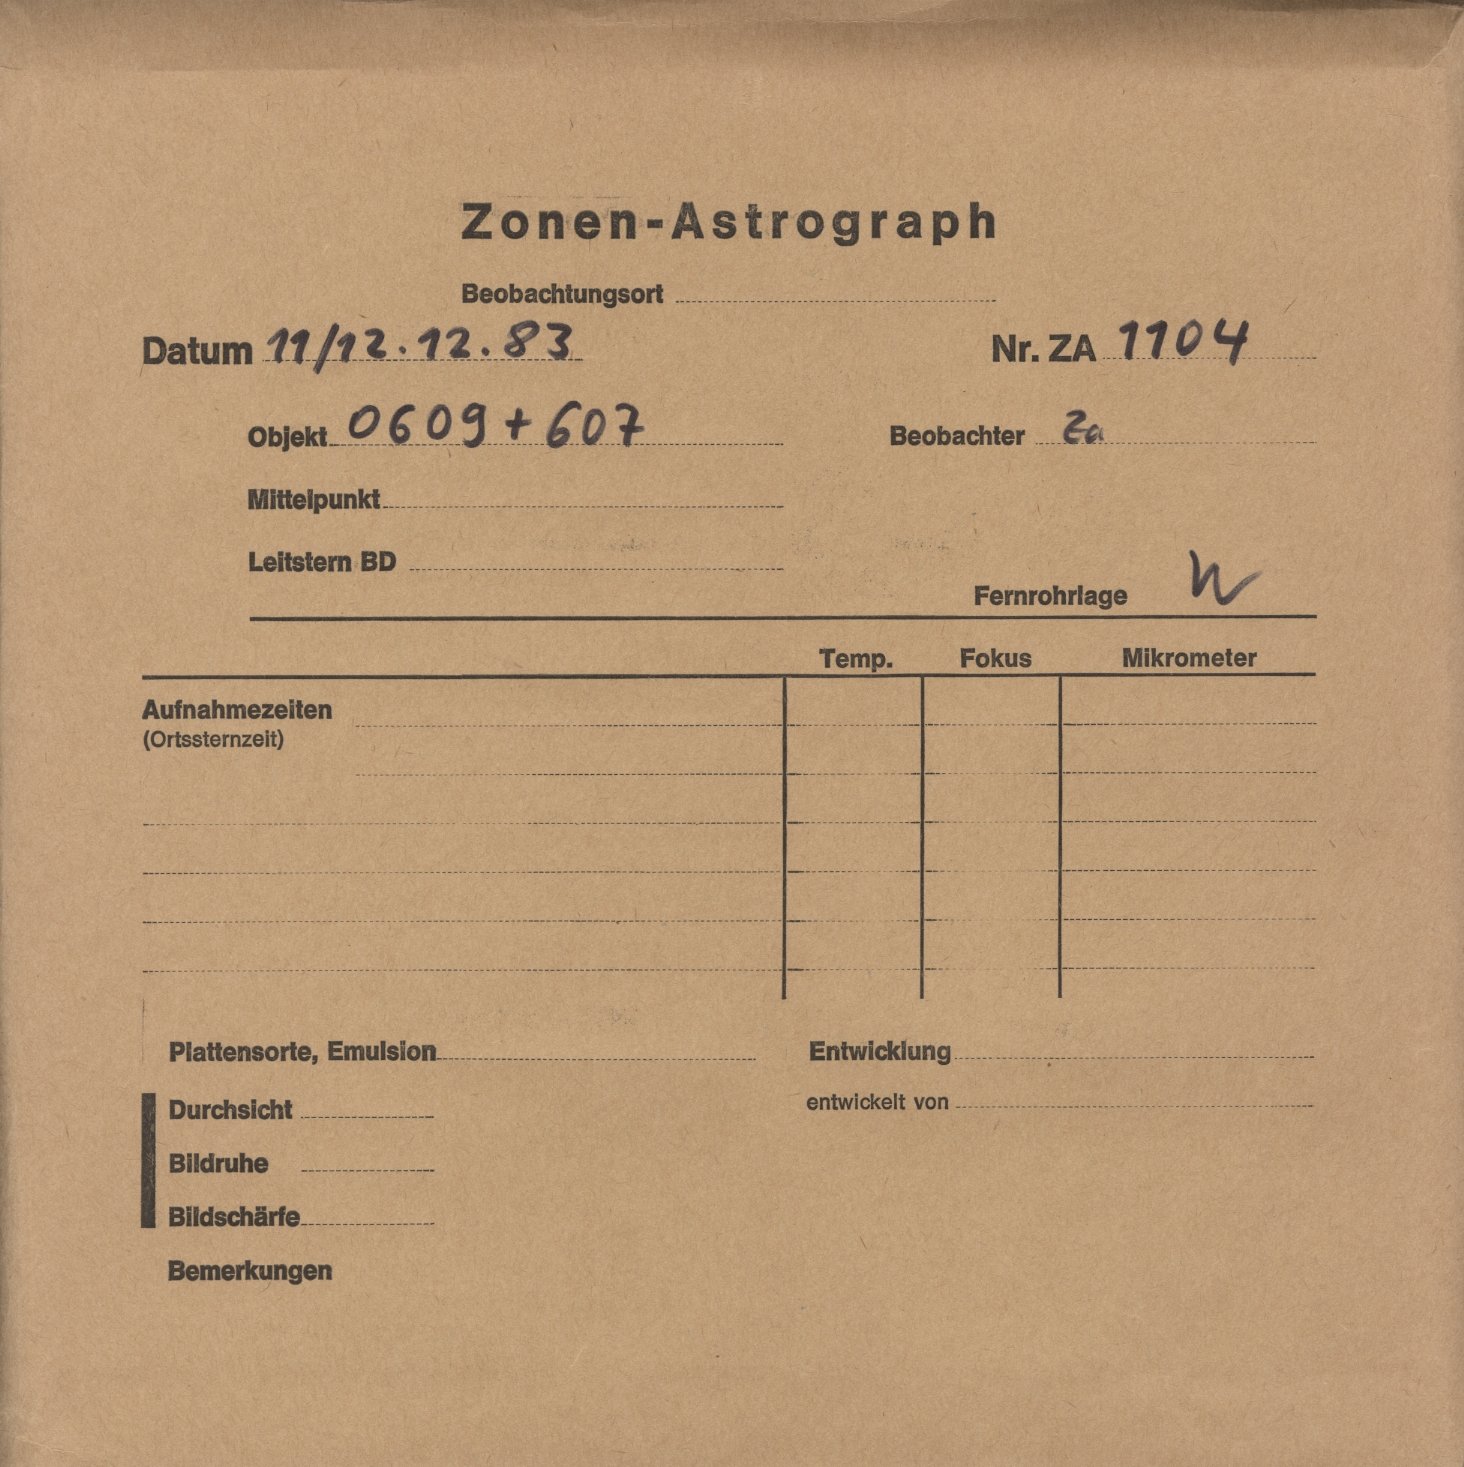 Zonen-Astrograph
Beobachtungsort
Datum 11/12.12.83 Nr. ZA 1104
Objekt 0609+607 Beobachter Za
Mittelpunkt
Leitstern BD
Fernrohrlage W
Temp. Fokus Mikrometer
Aufnahmezeiten
(Ortssternzeit)
Plattensorte, Emulsion Entwicklung
Durchsicht entwickelt von
Bildruhe
Bildschärfe
Bemerkungen